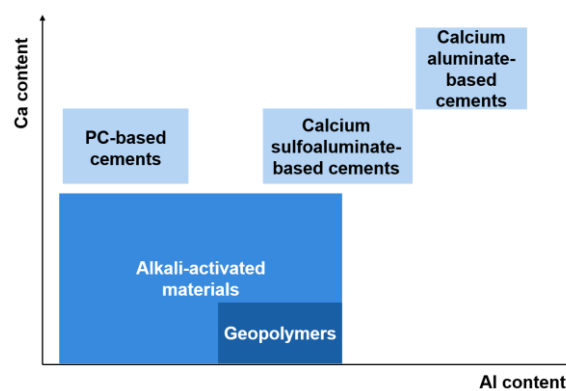 Ca content
Calcium
aluminate-
based
cements
PC-based
cements
Calcium
sulfoaluminate-
based cements
Alkali-activated
materials
Geopolymers
Al content